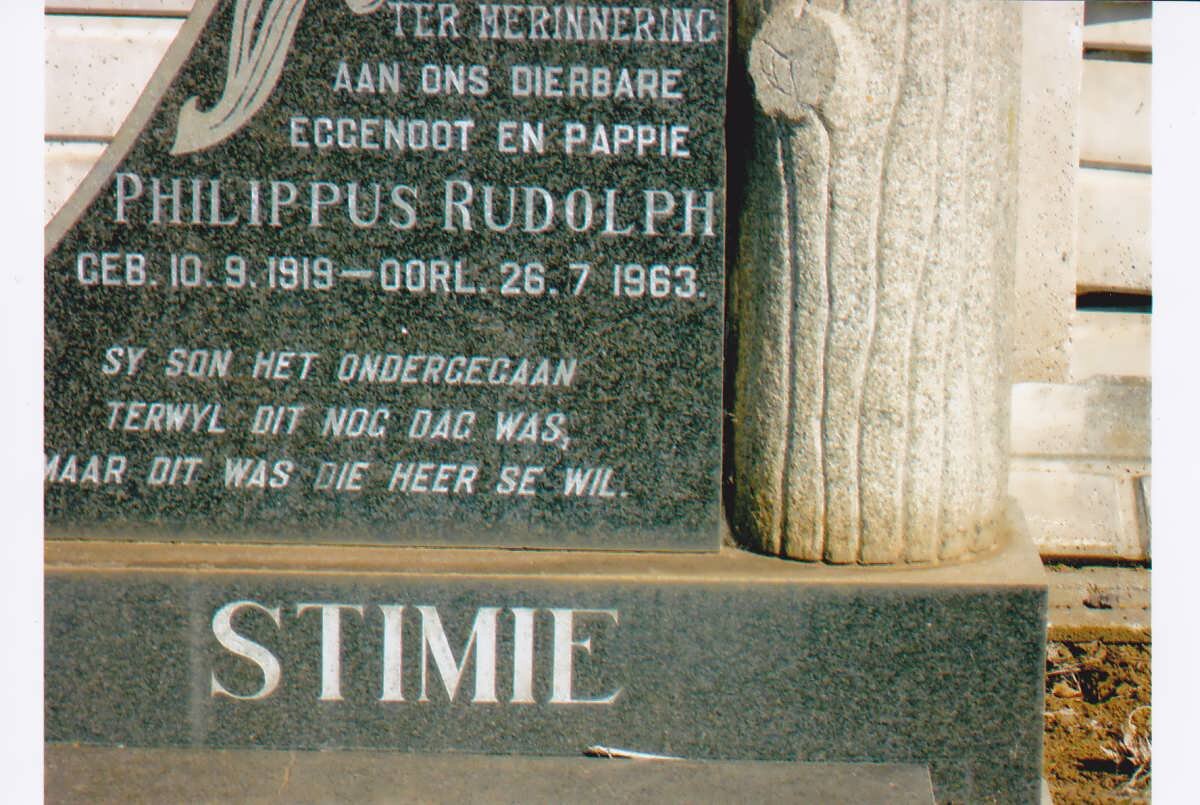 TER HERINNERING
AAN ONS DIERBARE
EGGENOOT EN PAPPIE
PHILIPPUS RUDOLPH
GEB. 10.9.1919—OORL. 26.7 1963.
SY SON HET ONDERGEGAAN
TERWYL DIT NOG DAG WAS,
MAAR DIT WAS DIE HEER SE WIL.
STIMIE